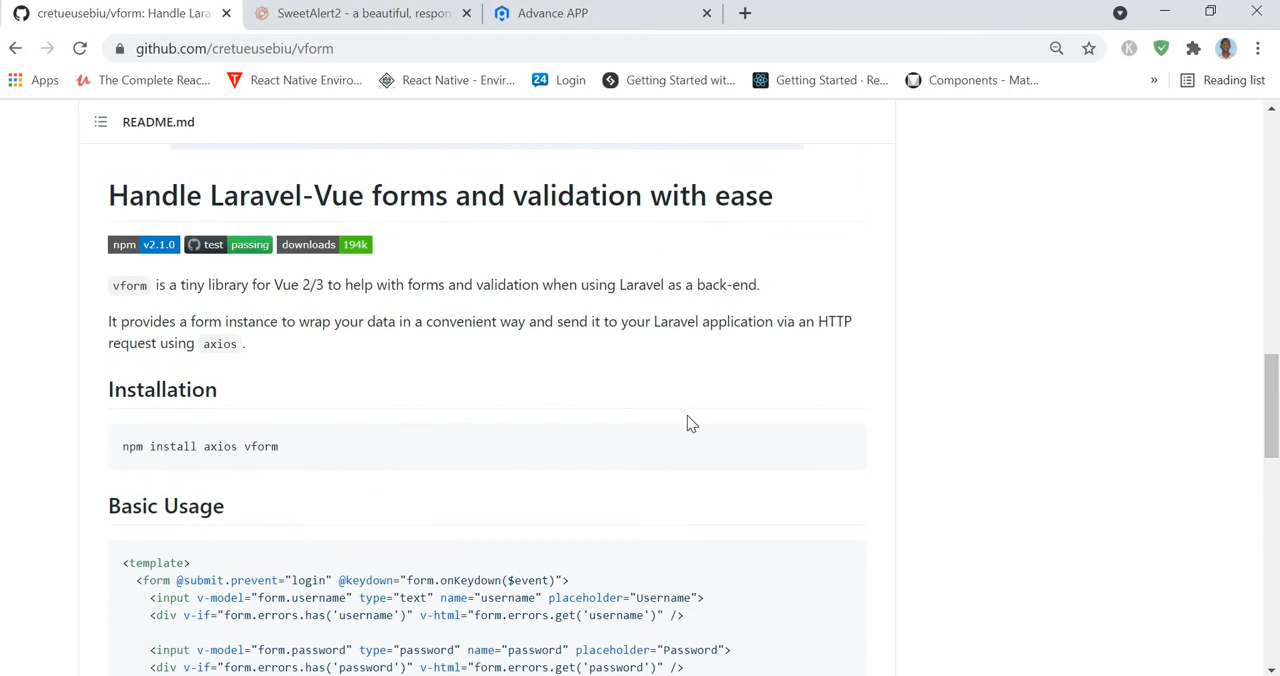 cretueusebiu/vform: Handle Lara
SweetAlert2 - a beautiful, respon
Advance APP
github.com/cretueusebiu/vform
K
Apps
The Complete Reac...
React Native Enviro...
React Native - Envir...
24
Login
Getting Started wit...
Getting Started · Re...
Components - Mat...
»
Reading list
README.md
Handle Laravel-Vue forms and validation with ease
npm v2.1.0
test passing
downloads 194k
vform is a tiny library for Vue 2/3 to help with forms and validation when using Laravel as a back-end.
It provides a form instance to wrap your data in a convenient way and send it to your Laravel application via an HTTP
request using axios .
Installation
npm install axios vform
Basic Usage
<template>
<form @submit.prevent="login" @keydown="form.onKeydown($event)">
<input v-model="form.username" type="text" name="username" placeholder="Username">
<div v-if="form.errors.has('username')" v-html="form.errors.get('username')" />
<input v-model="form.password" type="password" name="password" placeholder="Password">
<div v-if="form.errors.has('password')" v-html="form.errors.get('password')" />